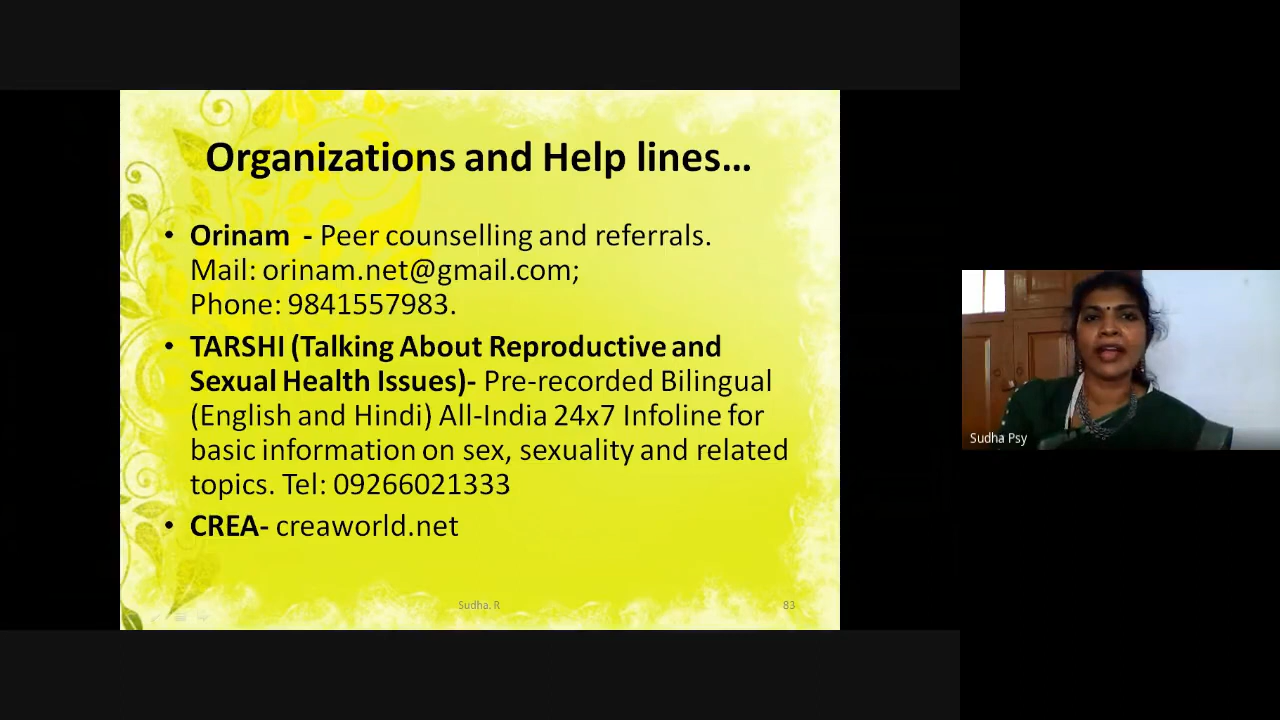 Organizations and Help lines…
• Orinam - Peer counselling and referrals.
Mail: orinam.net@gmail.com;
Phone: 9841557983.
• TARSHI (Talking About Reproductive and
Sexual Health Issues)- Pre-recorded Bilingual
(English and Hindi) All-India 24x7 Infoline for
basic information on sex, sexuality and related
topics. Tel: 09266021333
• CREA- creaworld.net
Sudha. R
83
Sudha Psy